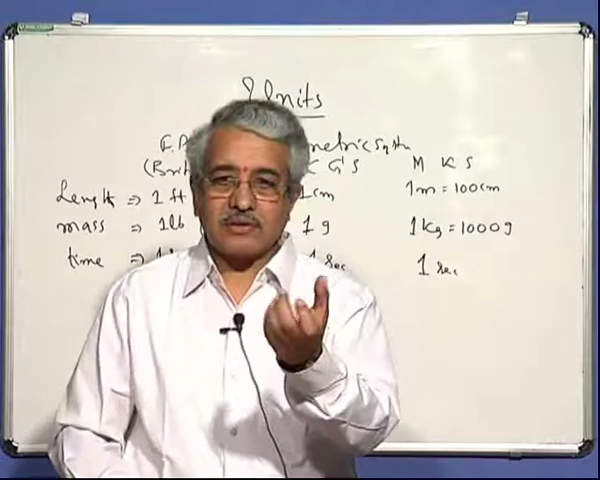 Units
metric System
(Brit C G S M K S
Length ⇒ 1 ft 1 cm 1m = 100cm
mass ⇒ 1lb 1 g 1kg = 1000g
time ⇒ sec 1 sec